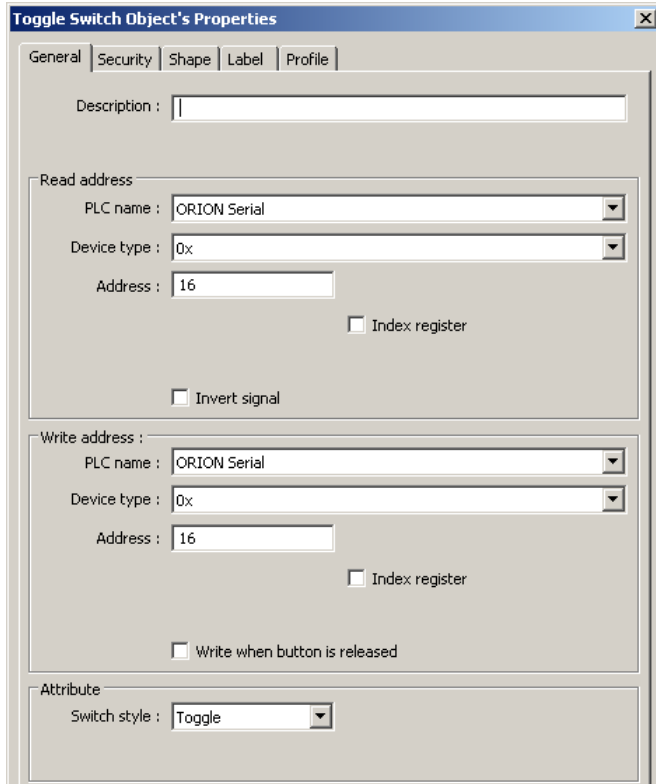 Toggle Switch Object's Properties
General Security Shape Label Profile
Description :
Read address
PLC name : ORION Serial
Device type : 0x
Address : 16
Index register
Invert signal
Write address :
PLC name : ORION Serial
Device type : 0x
Address : 16
Index register
Write when button is released
Attribute
Switch style : Toggle